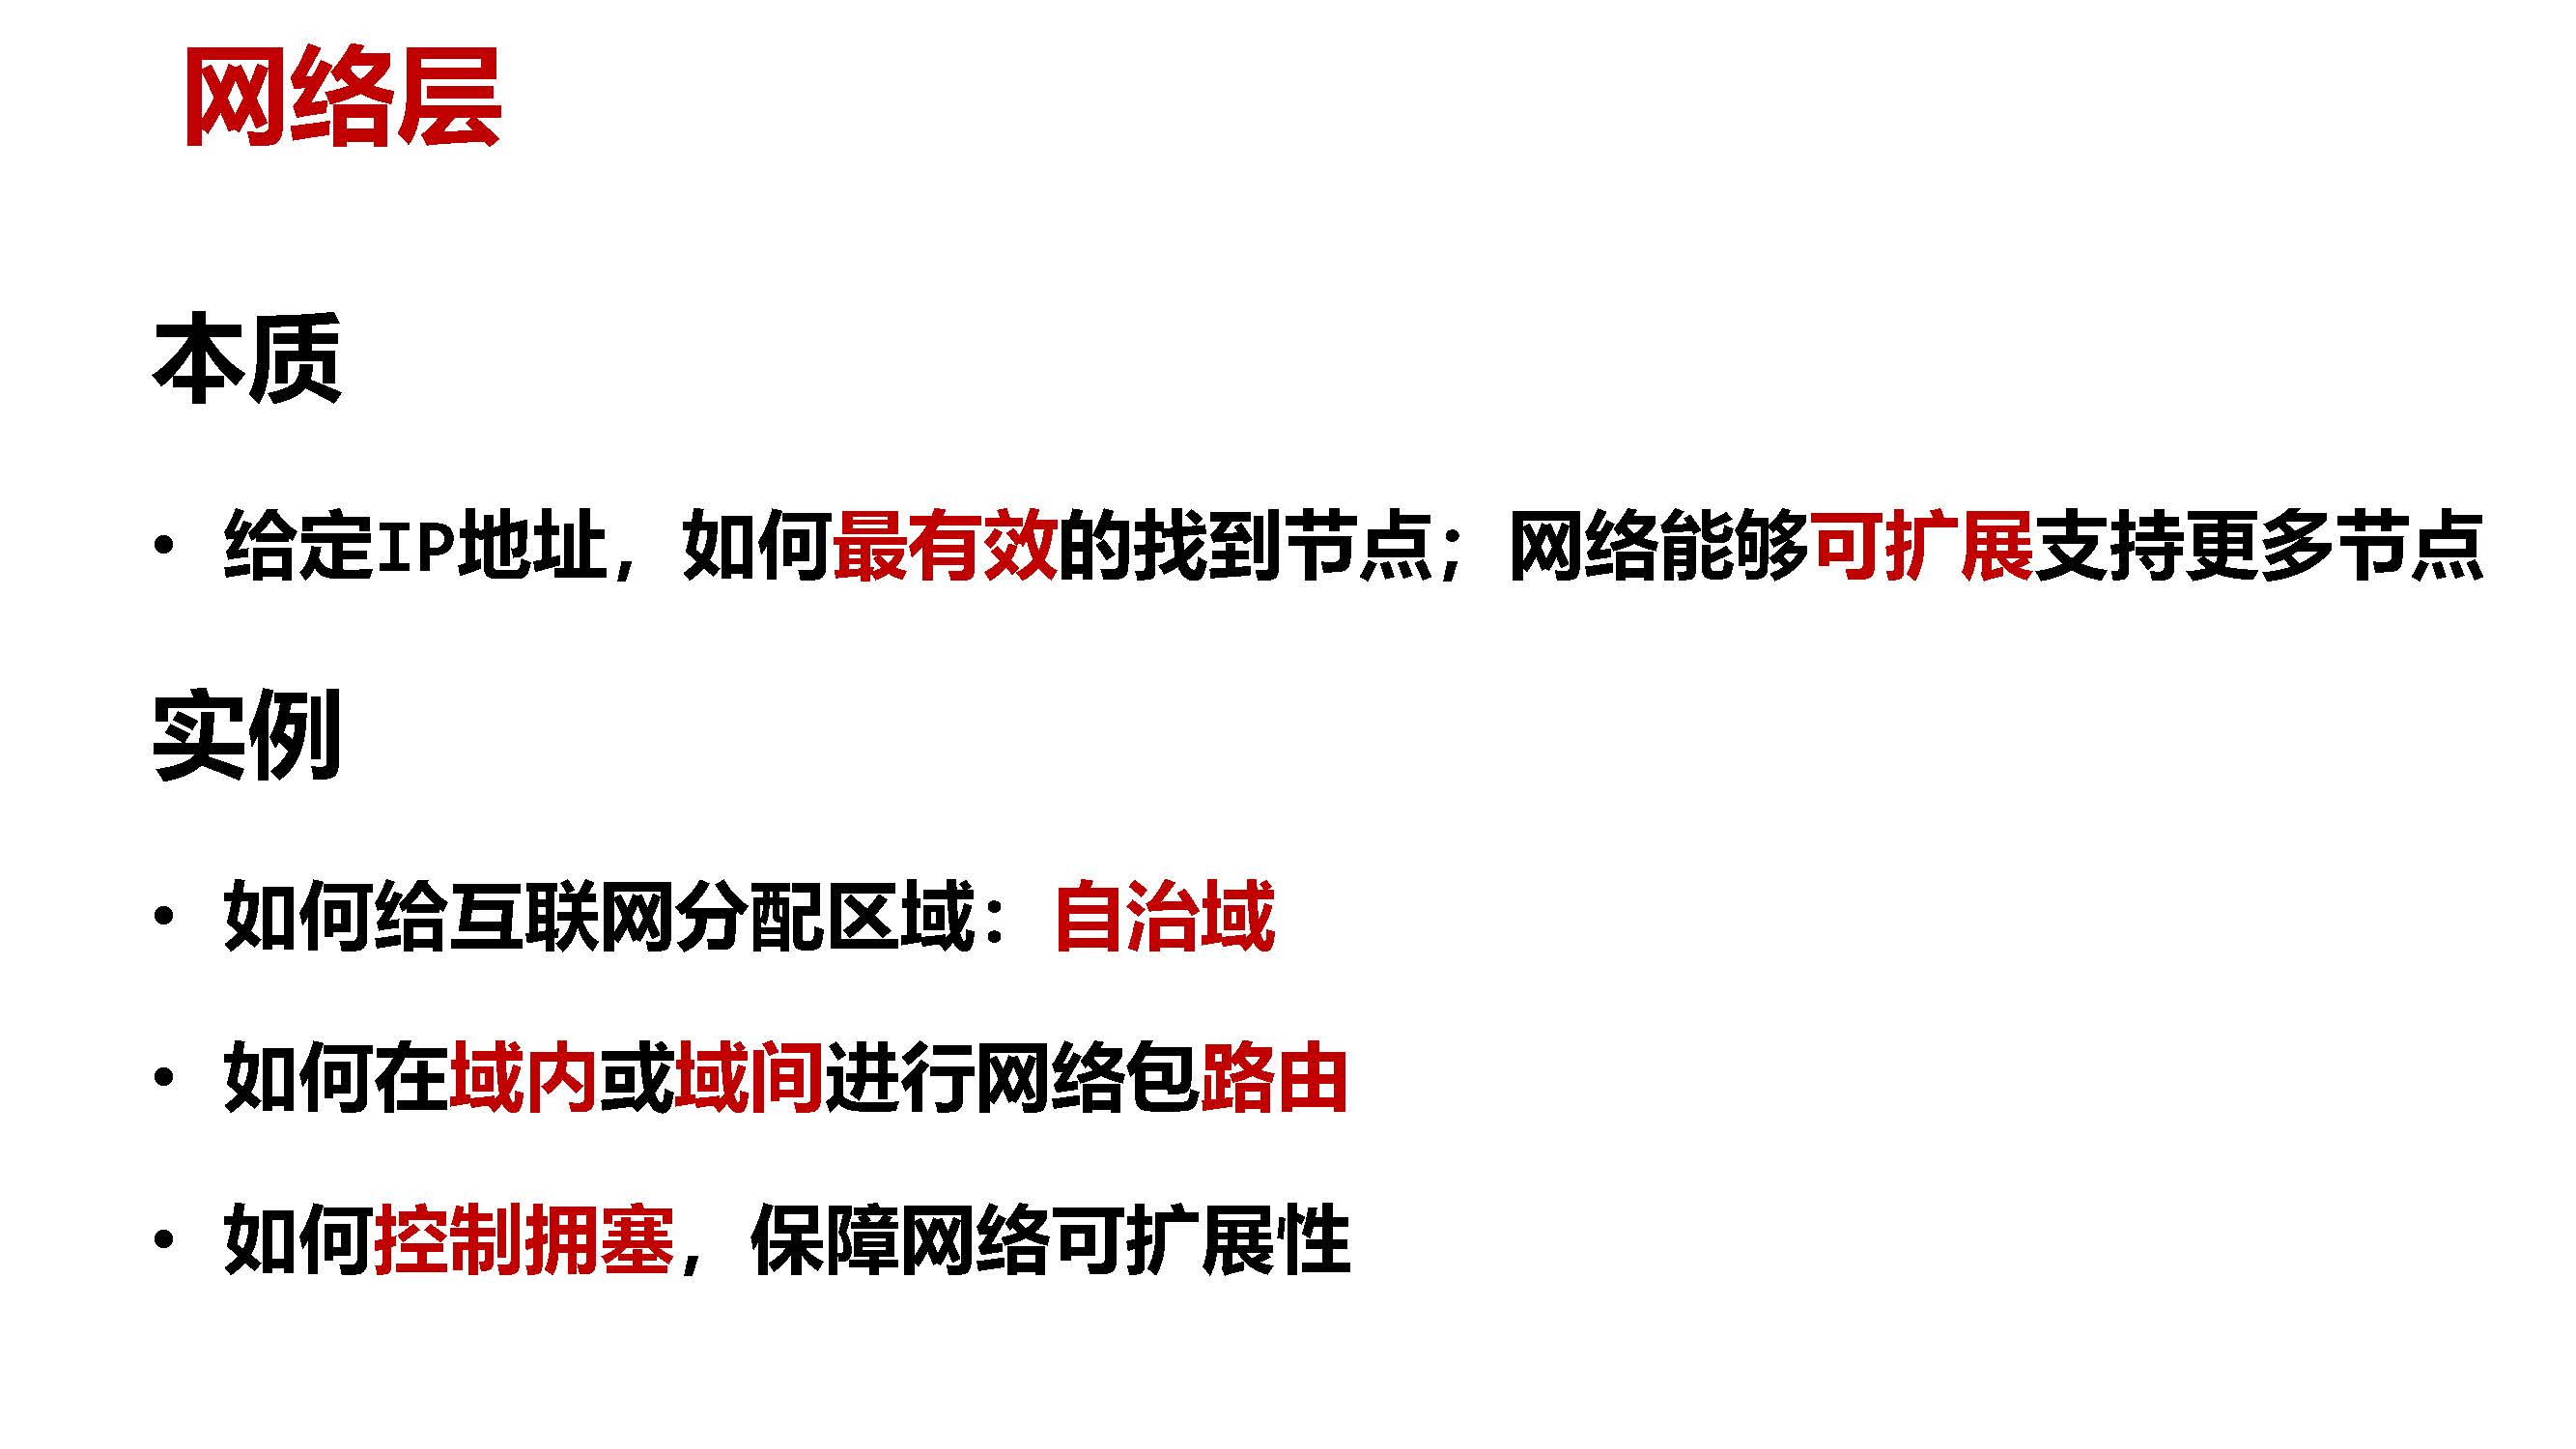 网络层
本质
• 给定IP地址，如何最有效的找到节点；网络能够可扩展支持更多节点
实例
• 如何给互联网分配区域：自治域
• 如何在域内或域间进行网络包路由
• 如何控制拥塞，保障网络可扩展性